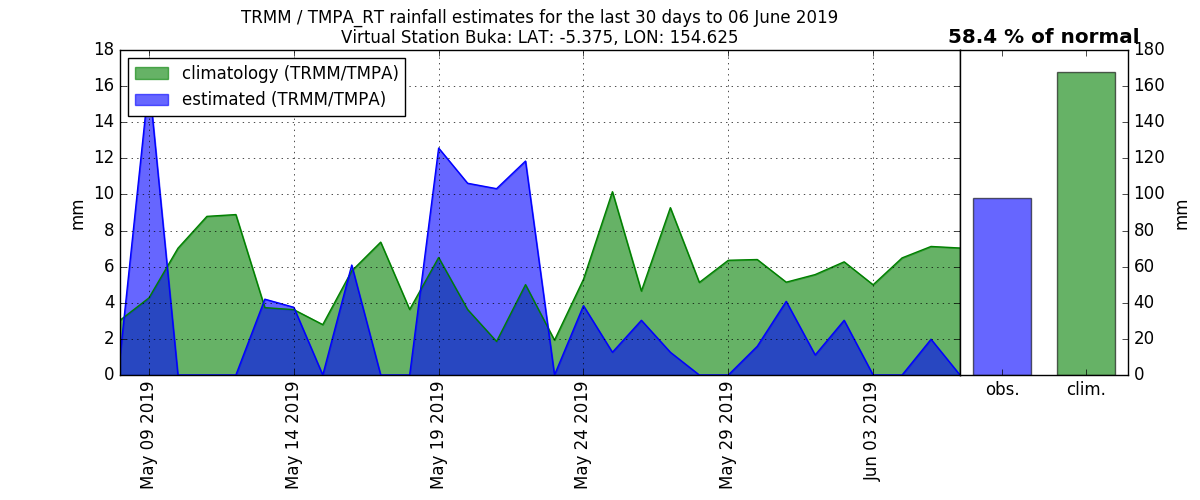 TRMM / TMPA_RT rainfall estimates for the last 30 days to 06 June 2019
Virtual Station Buka: LAT: -5.375, LON: 154.625
58.4 % of normal
climatology (TRMM/TMPA)
estimated (TRMM/TMPA)
mm
18
16
14
12
10
8
6
4
2
0
May 09 2019
May 14 2019
May 19 2019
May 24 2019
May 29 2019
Jun 03 2019
obs.
clim.
180
160
140
120
100
80
60
40
20
0
mm